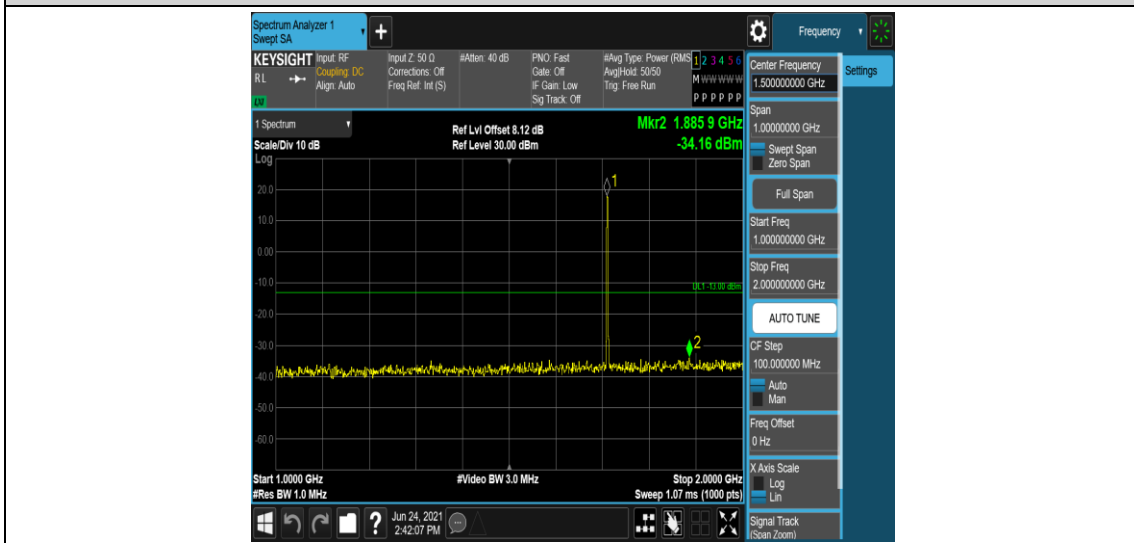 Spectrum Analyzer 1
Swept SA
Frequency
KEYSIGHT
RL
LXI
Input: RF
Coupling: DC
Align: Auto
Input Z: 50 Ω
Corrections: Off
Freq Ref: Int (S)
#Atten: 40 dB
PNO: Fast
Gate: Off
IF Gain: Low
Sig Track: Off
#Avg Type: Power (RMS
Avg|Hold: 50/50
Trig: Free Run
1 2 3 4 5 6
M W W W W W
P P P P P P
1 Spectrum
Scale/Div 10 dB
Ref Lvl Offset 8.12 dB
Ref Level 30.00 dBm
Mkr2 1.885 9 GHz
-34.16 dBm
Log
1
20.0
10.0
0.00
-10.0
DL1 -13.00 dBm
-20.0
-30.0
2
-40.0
-50.0
-60.0
Start 1.0000 GHz
#Res BW 1.0 MHz
#Video BW 3.0 MHz
Stop 2.0000 GHz
Sweep 1.07 ms (1000 pts)
?
Jun 24, 2021
2:42:07 PM
Center Frequency
1.500000000 GHz
Settings
Span
1.00000000 GHz
Swept Span
Zero Span
Full Span
Start Freq
1.000000000 GHz
Stop Freq
2.000000000 GHz
AUTO TUNE
CF Step
100.000000 MHz
Auto
Man
Freq Offset
0 Hz
X Axis Scale
Log
Lin
Signal Track
(Span Zoom)